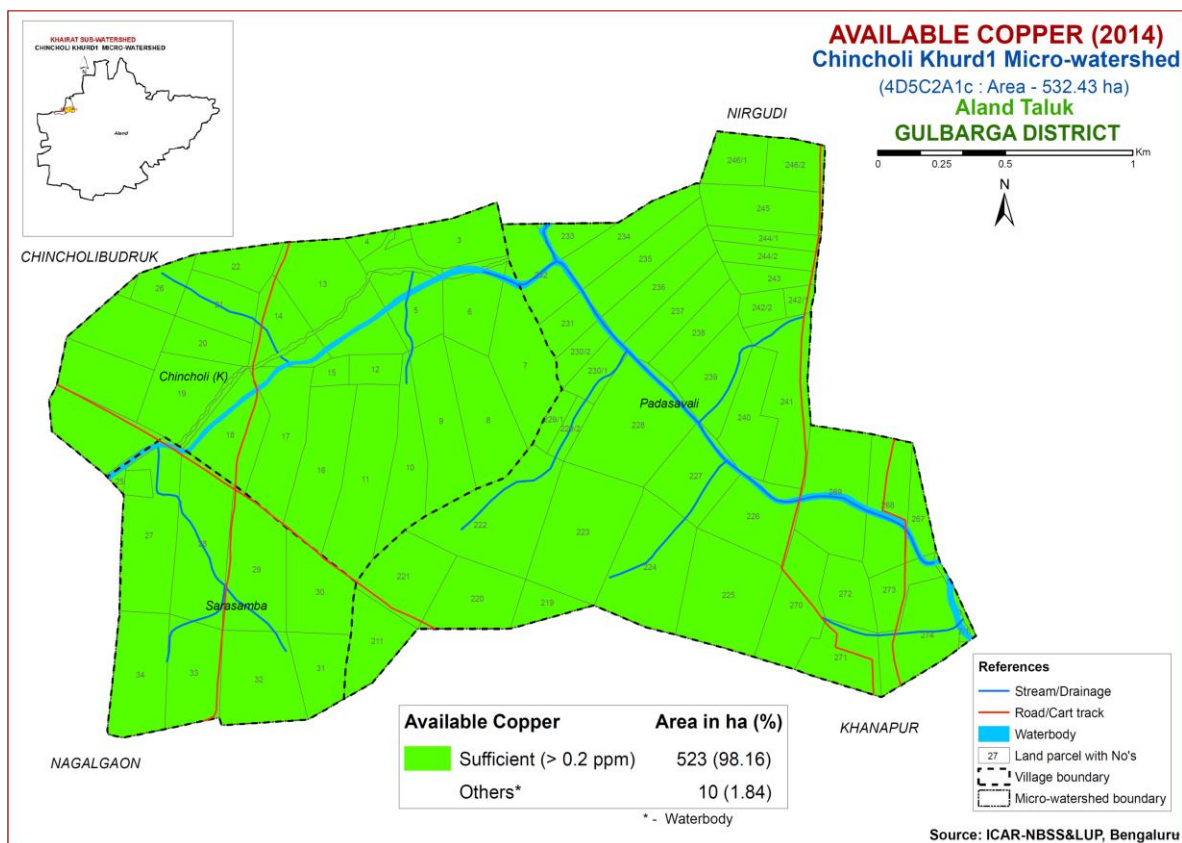 KHAIRAT SUB-WATERSHED
CHINCHOLI KHURD1 MICRO-WATERSHED
Aland
AVAILABLE COPPER (2014)
Chincholi Khurd1 Micro-watershed
(4D5C2A1c : Area - 532.43 ha)
Aland Taluk
GULBARGA DISTRICT
0 0.25 0.5 1 Km
N
NIRGUDI
CHINCHOLIBUDRUK
246/1 246/2
245
244/1
244/2
243
242/2 242/1
233 234
235
236
237
238
239
240
241
232
231
230/2
230/1
229/1
229/2
228
Padasavali
4 3
22
26
21
13
14
20
5 6
7
15 12
Chincholi (K)
19
18 17
16
11
10
9
8
227
226
269
268
267
222
223
224
225
35
27
28
29
30
Sarasamba
221
220
219
211
270
272
273
274
271
34
33
32
31
KHANAPUR
NAGALGAON
Available Copper Area in ha (%)
Sufficient (> 0.2 ppm) 523 (98.16)
Others* 10 (1.84)
* - Waterbody
References
Stream/Drainage
Road/Cart track
Waterbody
27 Land parcel with No's
Village boundary
Micro-watershed boundary
Source: ICAR-NBSS&LUP, Bengaluru